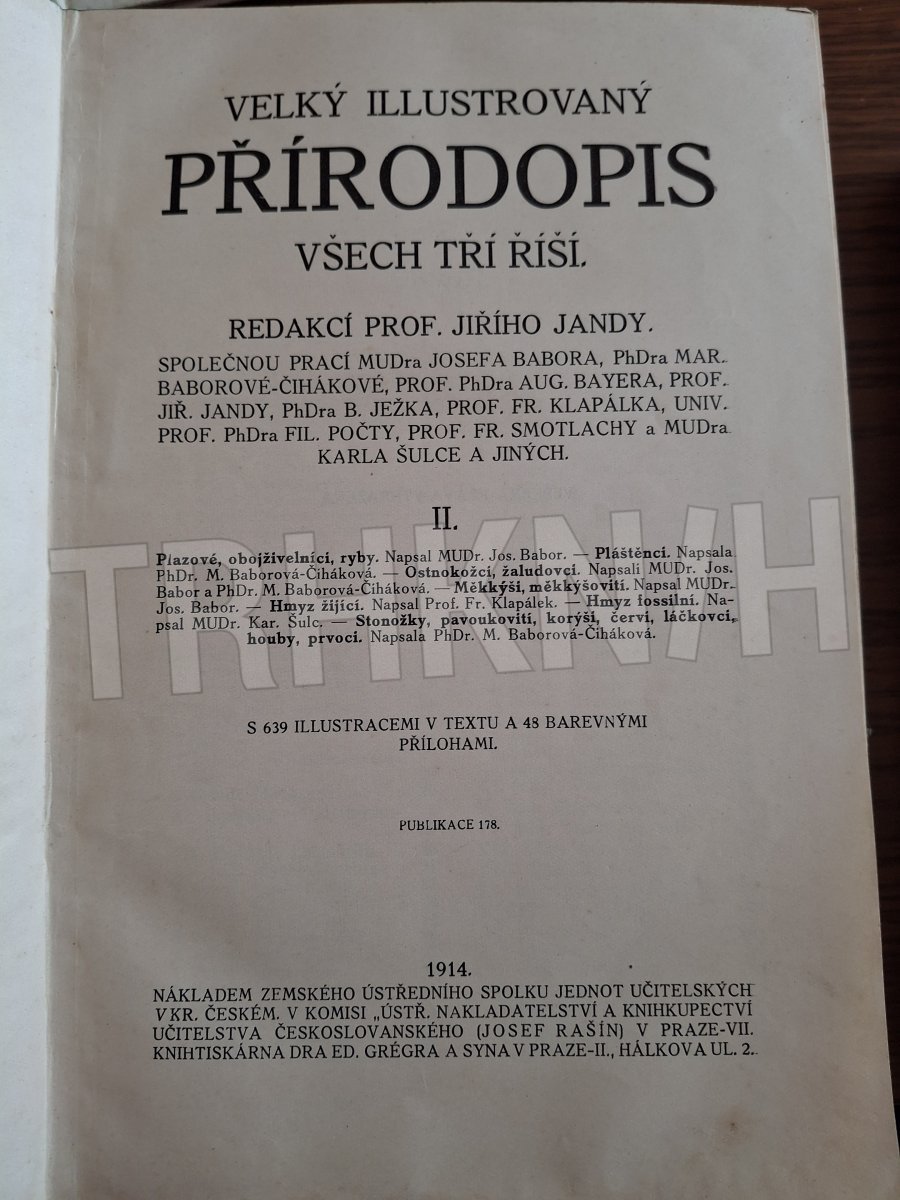 VELKÝ ILLUSTROVANÝ
PŘÍRODOPIS
VŠECH TŘÍ ŘÍŠÍ.
REDAKCÍ PROF. JIŘÍHO JANDY.
SPOLEČNOU PRACÍ MUDra JOSEFA BABORA, PhDra MAR.
BABOROVÉ-ČIHÁKOVÉ, PROF. PhDra AUG. BAYERA, PROF.
JIŘ. JANDY, PhDra B. JEŽKA, PROF. FR. KLAPÁLKA, UNIV.
PROF. PhDra FIL. POČTY, PROF. FR. SMOTLACHY a MUDra
KARLA ŠULCE A JINÝCH.
II.
Plazové, obojživelníci, ryby. Napsal MUDr. Jos. Babor. — Pláštěnci. Napsala
PhDr. M. Baborová-Čiháková. — Ostnokožci, žaludovci. Napsali MUDr. Jos.
Babor a PhDr. M. Baborová-Čiháková. — Měkkýši, měkkýšovití. Napsal MUDr.
Jos. Babor. — Hmyz žijící. Napsal Prof. Fr. Klapálek. — Hmyz fossilní. Na-
psal MUDr. Kar. Šulc. — Stonožky, pavoukovití, korýši, červi, láčkovci,
houby, prvoci. Napsala PhDr. M. Baborová-Čiháková.
TRHKNIH
S 639 ILLUSTRACEMI V TEXTU A 48 BAREVNÝMI
PŘÍLOHAMI.
PUBLIKACE 178.
1914.
NÁKLADEM ZEMSKÉHO ÚSTŘEDNÍHO SPOLKU JEDNOT UČITELSKÝCH
V KR. ČESKÉM. V KOMISI „ÚSTŘ. NAKLADATELSTVÍ A KNIHKUPECTVÍ
UČITELSTVA ČESKOSLOVANSKÉHO (JOSEF RAŠÍN) V PRAZE-VII.
KNIHTISKÁRNA DRA ED. GRÉGRA A SYNA V PRAZE-II., HÁLKOVA UL. 2.